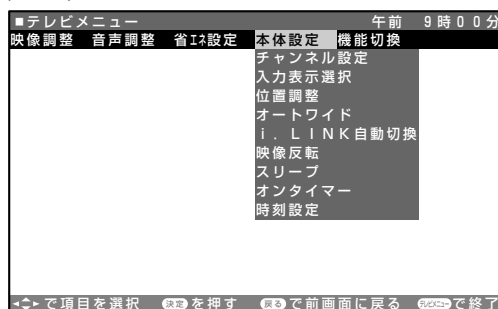 ■テレビメニュー 午前 9時00分
映像調整 音声調整 省エネ設定 本体設定 機能切換
チャンネル設定
入力表示選択
位置調整
オートワイド
i.LINK自動切換
映像反転
スリープ
オンタイマー
時刻設定
で項目を選択 決定を押す 戻るで前画面に戻る テレビメニューで終了